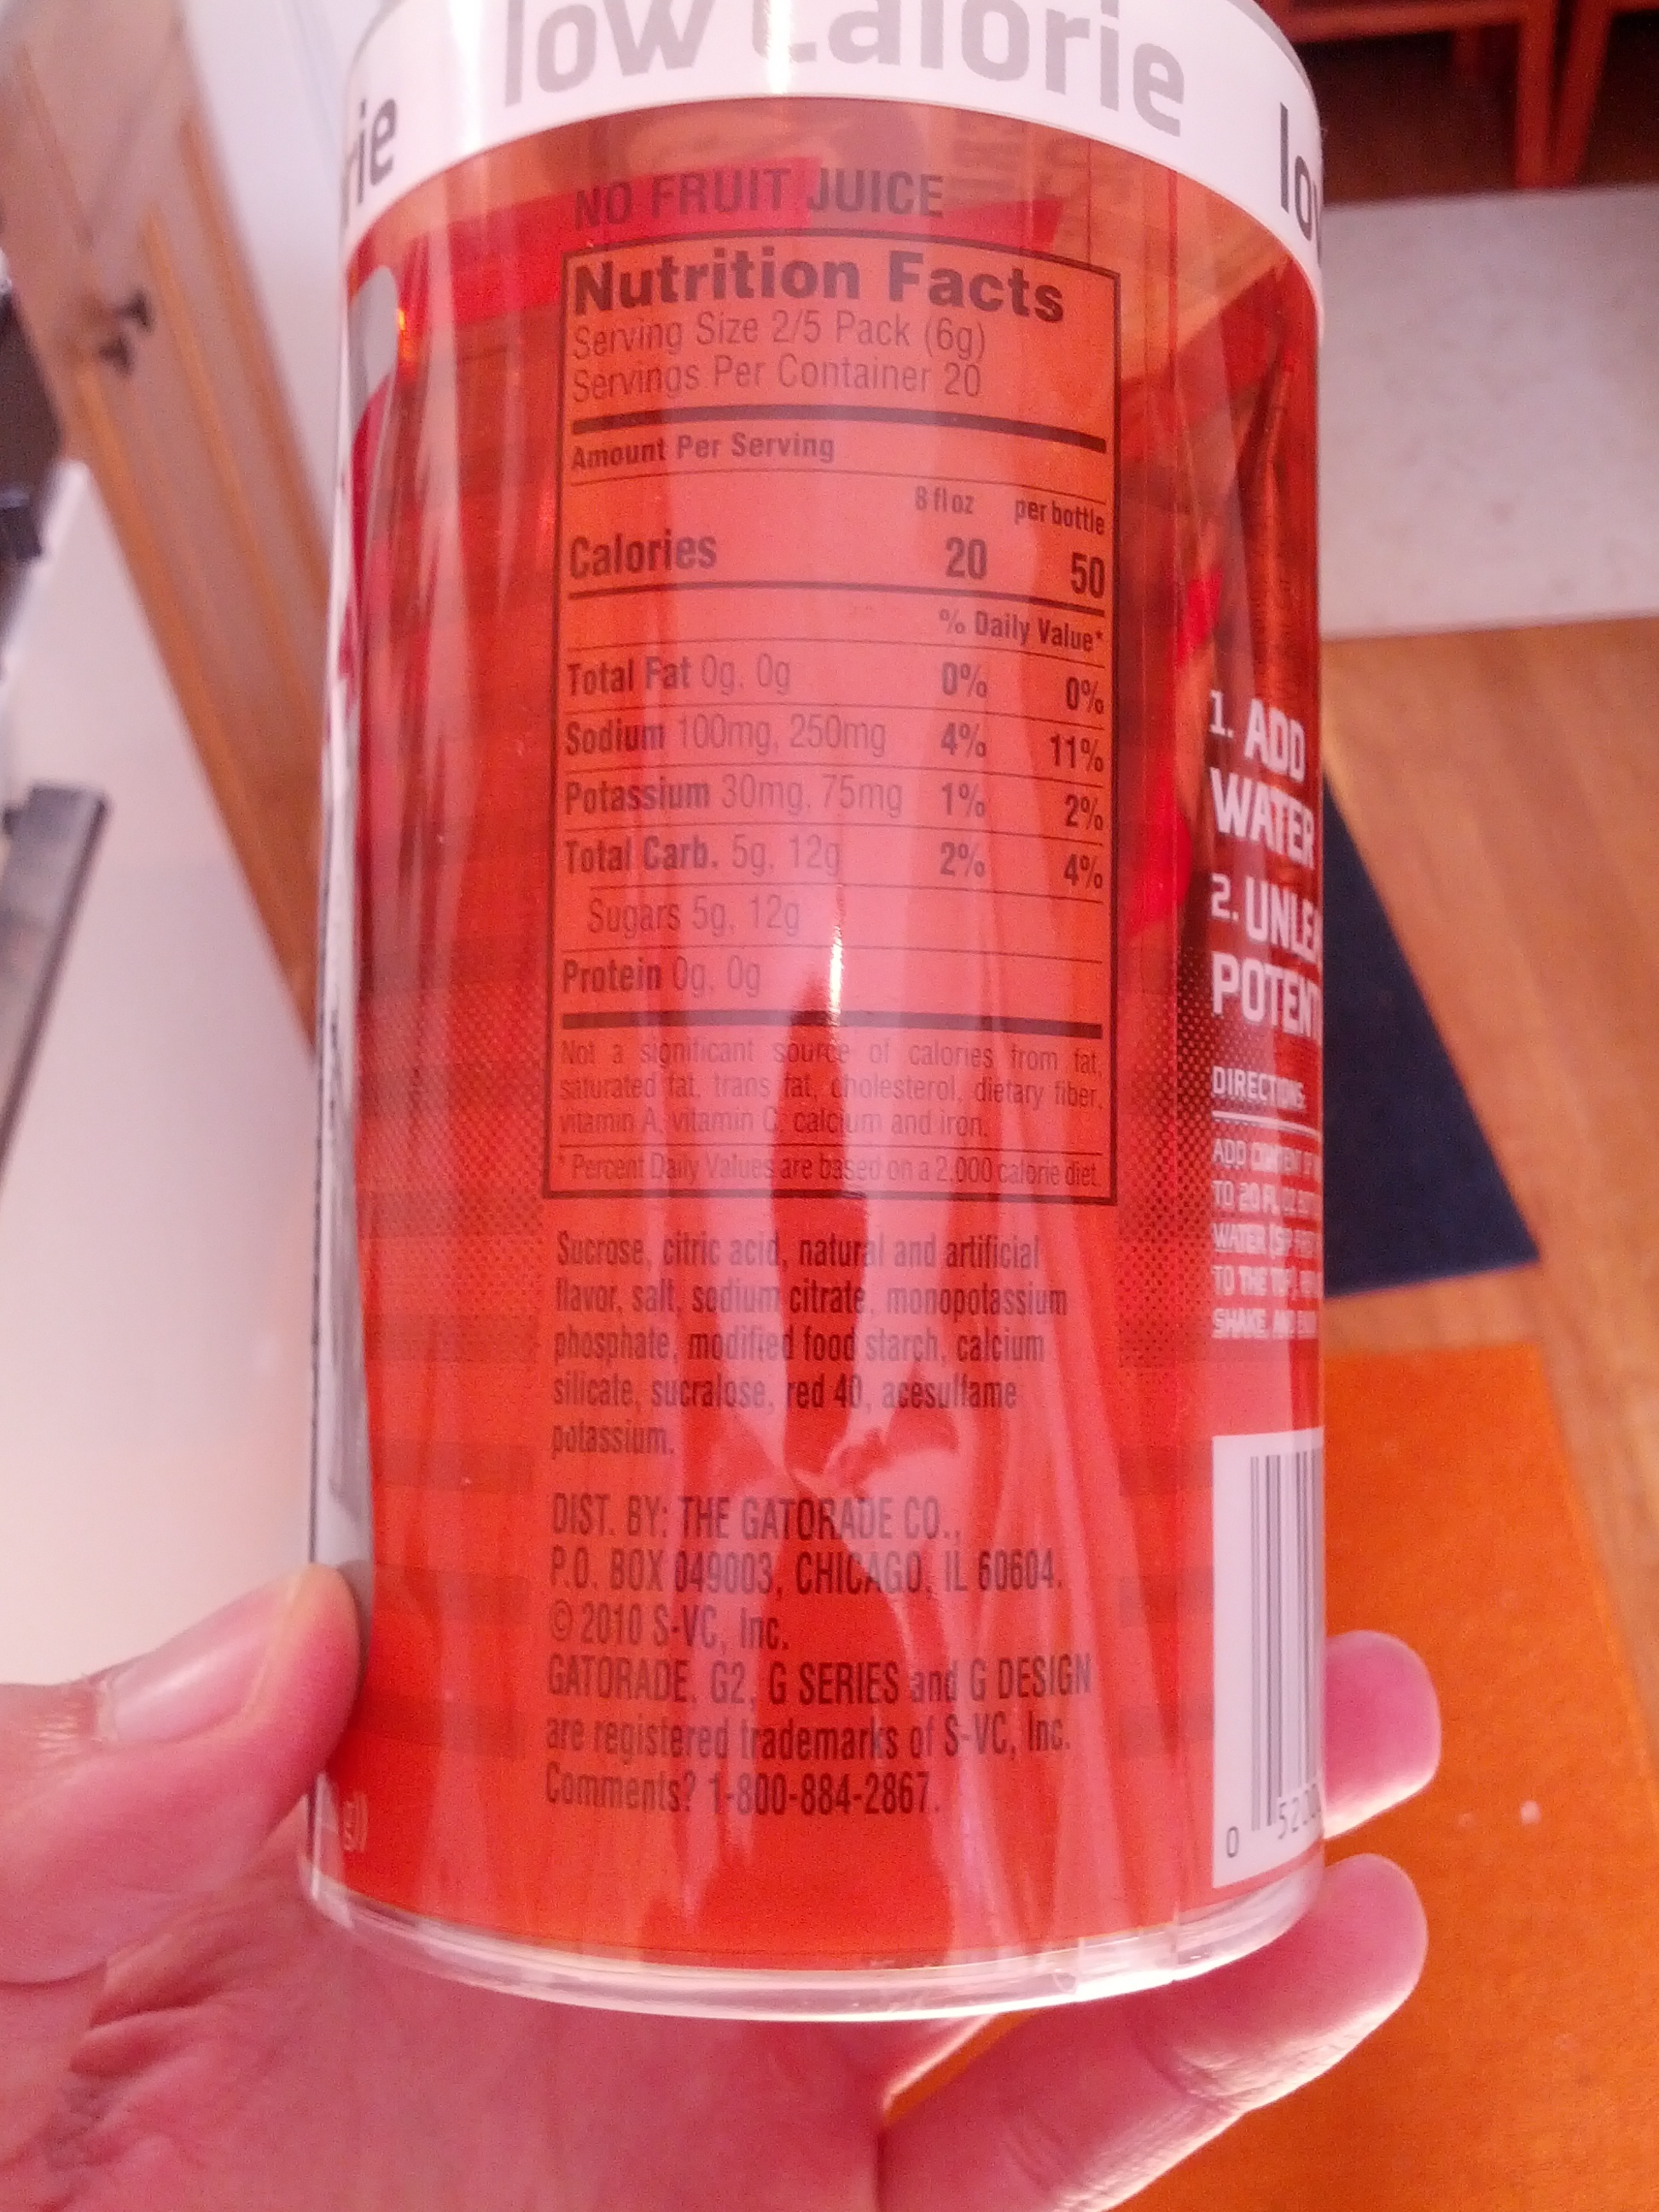 low calorie
rie
lo
NO FRUIT JUICE
Nutrition Facts
Serving Size 2/5 Pack (6g)
Servings Per Container 20
Amount Per Serving
8 fl oz per bottle
Calories 20 50
% Daily Value*
Total Fat 0g, 0g 0% 0%
Sodium 100mg, 250mg 4% 11%
Potassium 30mg, 75mg 1% 2%
Total Carb. 5g, 12g 2% 4%
Sugars 5g, 12g
Protein 0g, 0g
Not a significant source of calories from fat,
saturated fat, trans fat, cholesterol, dietary fiber,
vitamin A, vitamin C, calcium and iron.
* Percent Daily Values are based on a 2,000 calorie diet.
Sucrose, citric acid, natural and artificial
flavor, salt, sodium citrate, monopotassium
phosphate, modified food starch, calcium
silicate, sucralose, red 40, acesulfame
potassium.
DIST. BY: THE GATORADE CO.,
P.O. BOX 049003, CHICAGO, IL 60604.
© 2010 S-VC, Inc.
GATORADE, G2, G SERIES and G DESIGN
are registered trademarks of S-VC, Inc.
Comments? 1-800-884-2867.
g)
1. ADD
WATER
2. UNLEA
POTENT
DIRECTIONS:
ADD
TO 20 FL OZ
WATER
TO THE
SHAKE, AND
0 5200